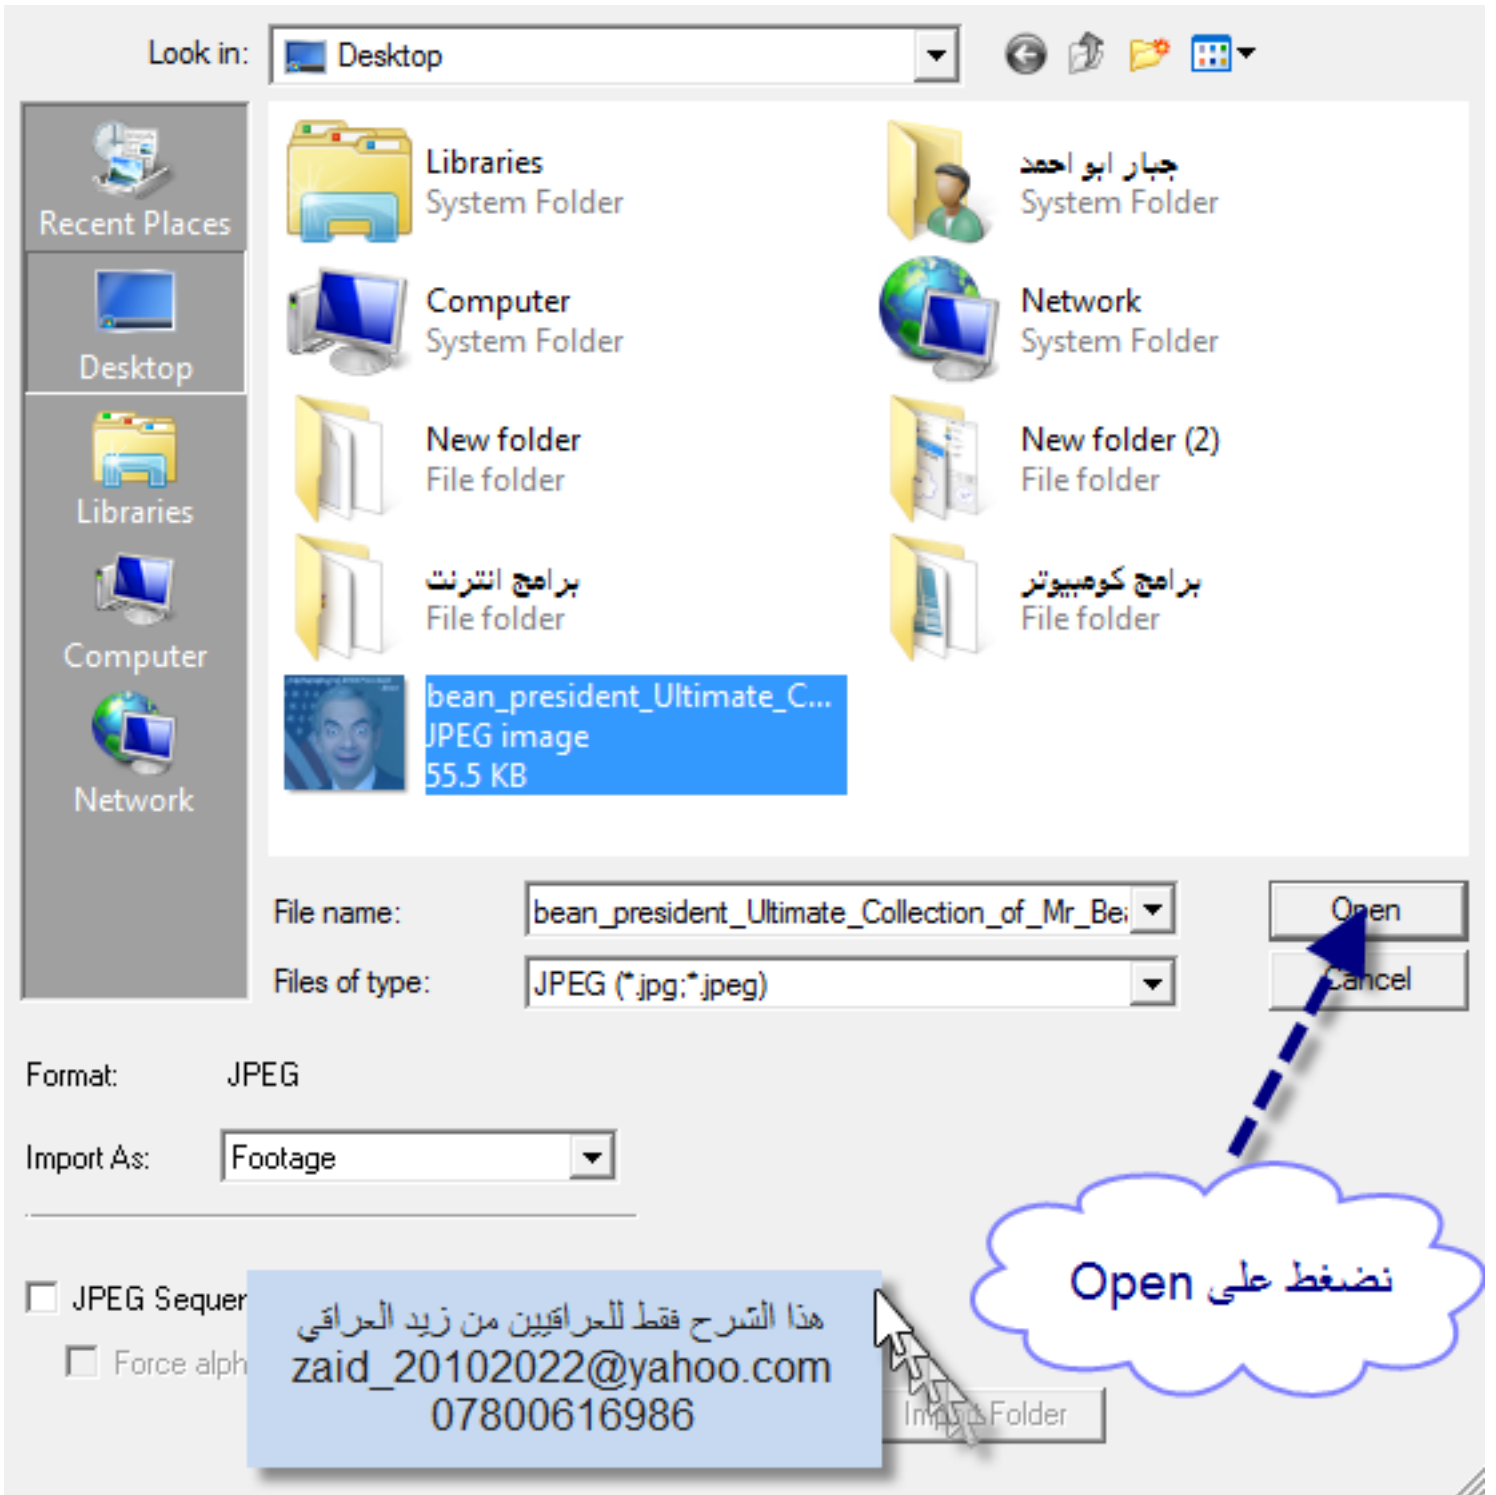 Look in:
Desktop
Recent Places
Desktop
Libraries
Computer
Network
Libraries
System Folder
جبار ابو احمد
System Folder
Computer
System Folder
Network
System Folder
New folder
File folder
New folder (2)
File folder
برامج انترنت
File folder
برامج كومبيوتر
File folder
bean_president_Ultimate_C...
JPEG image
55.5 KB
File name:
bean_president_Ultimate_Collection_of_Mr_Be
Open
Files of type:
JPEG (*.jpg;*.jpeg)
Cancel
Format:
JPEG
Import As:
Footage
نضغط على Open
JPEG Sequen
Force alph
هذا الشرح فقط للعراقيين من زيد العراقي
zaid_20102022@yahoo.com
07800616986
Import Folder